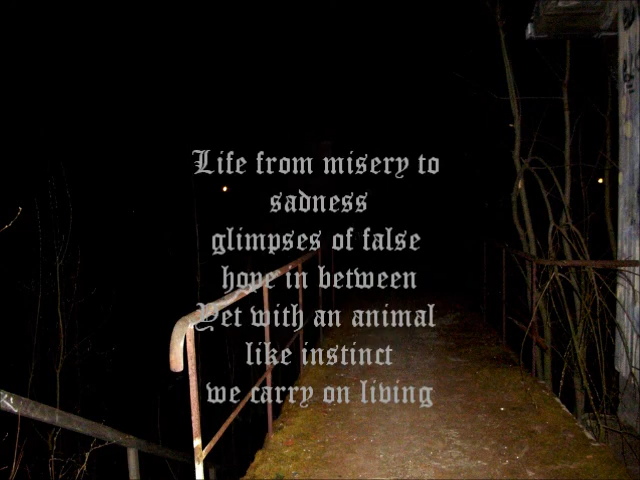 Life from misery to
sadness
glimpses of false
hope in between
Yet with an animal
like instinct
we carry on living